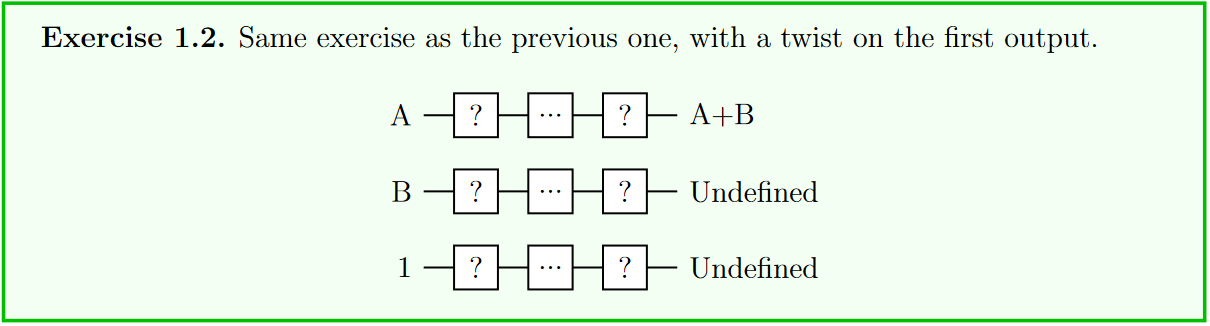 Exercise 1.2. Same exercise as the previous one, with a twist on the first output.
A ? ... ? A+B
B ? ... ? Undefined
1 ? ... ? Undefined